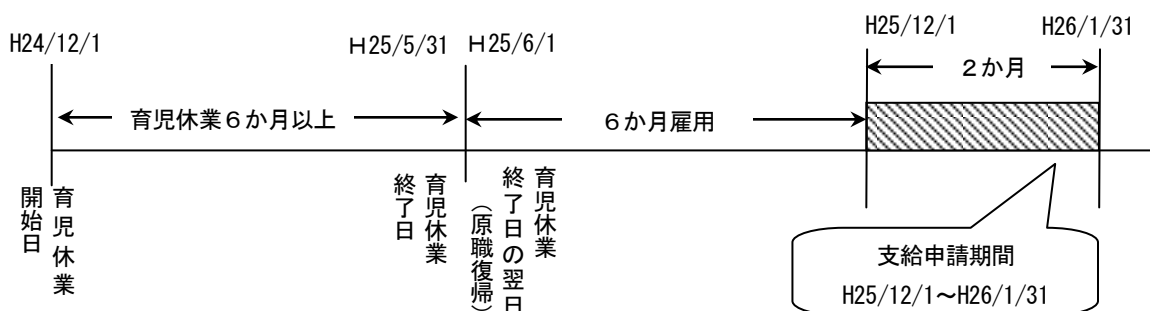 H24/12/1
H25/5/31
H25/6/1
H25/12/1
H26/1/31
育児休業6か月以上
6か月雇用
2か月
育児休業
開始日
育児休業
終了日
育児休業
終了日の翌日
(原職復帰)
支給申請期間
H25/12/1～H26/1/31